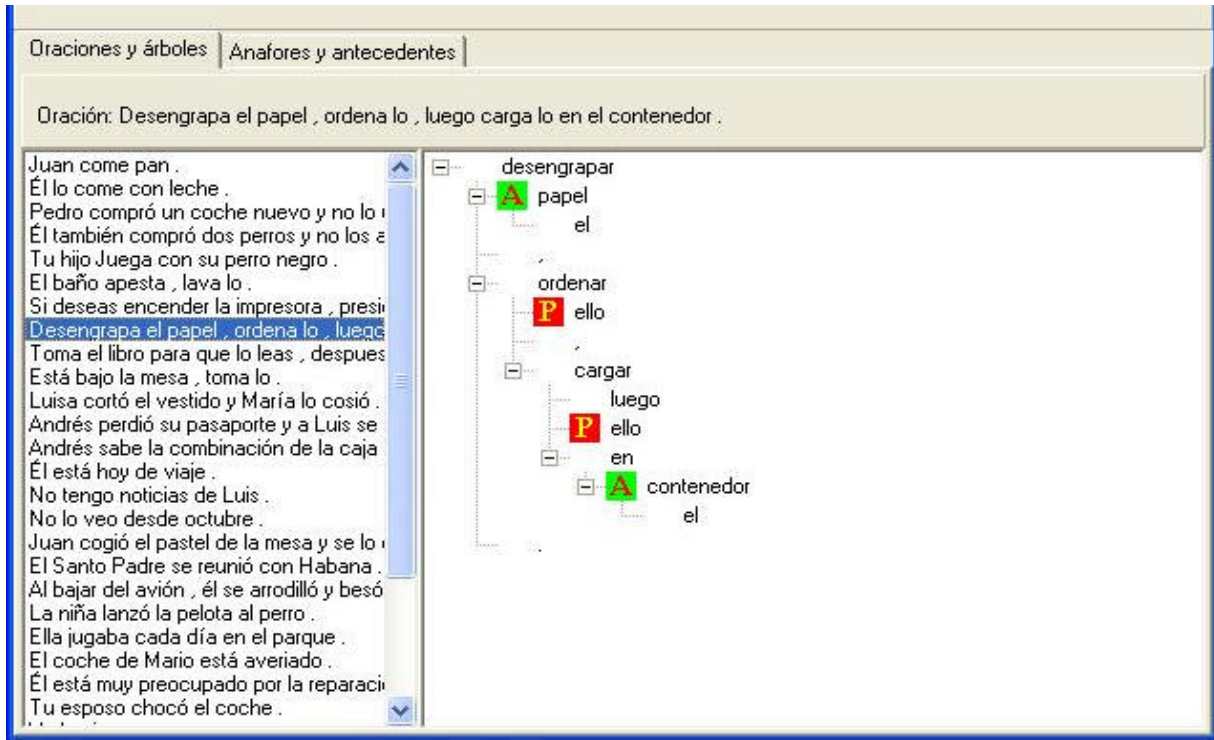 Oraciones y árboles Anafores y antecedentes
Oración: Desengrapa el papel , ordena lo , luego carga lo en el contenedor .
Juan come pan .
Él lo come con leche .
Pedro compró un coche nuevo y no lo
Él también compró dos perros y no los
Tu hijo Juega con su perro negro .
El baño apesta , lava lo .
Si deseas encender la impresora , presi
Desengrapa el papel , ordena lo , luego
Toma el libro para que lo leas , despues
Está bajo la mesa , toma lo .
Luisa cortó el vestido y María lo cosió .
Andrés perdió su pasaporte y a Luis se
Andrés sabe la combinación de la caja
Él está hoy de viaje .
No tengo noticias de Luis .
No lo veo desde octubre .
Juan cogió el pastel de la mesa y se lo
El Santo Padre se reunió con Habana .
Al bajar del avión , él se arrodilló y besó
La niña lanzó la pelota al perro .
Ella jugaba cada día en el parque .
El coche de Mario está averiado .
Él está muy preocupado por la reparaci
Tu esposo chocó el coche .
desengrapar
A papel
el
,
ordenar
P ello
,
cargar
luego
P ello
en
A contenedor
el
.